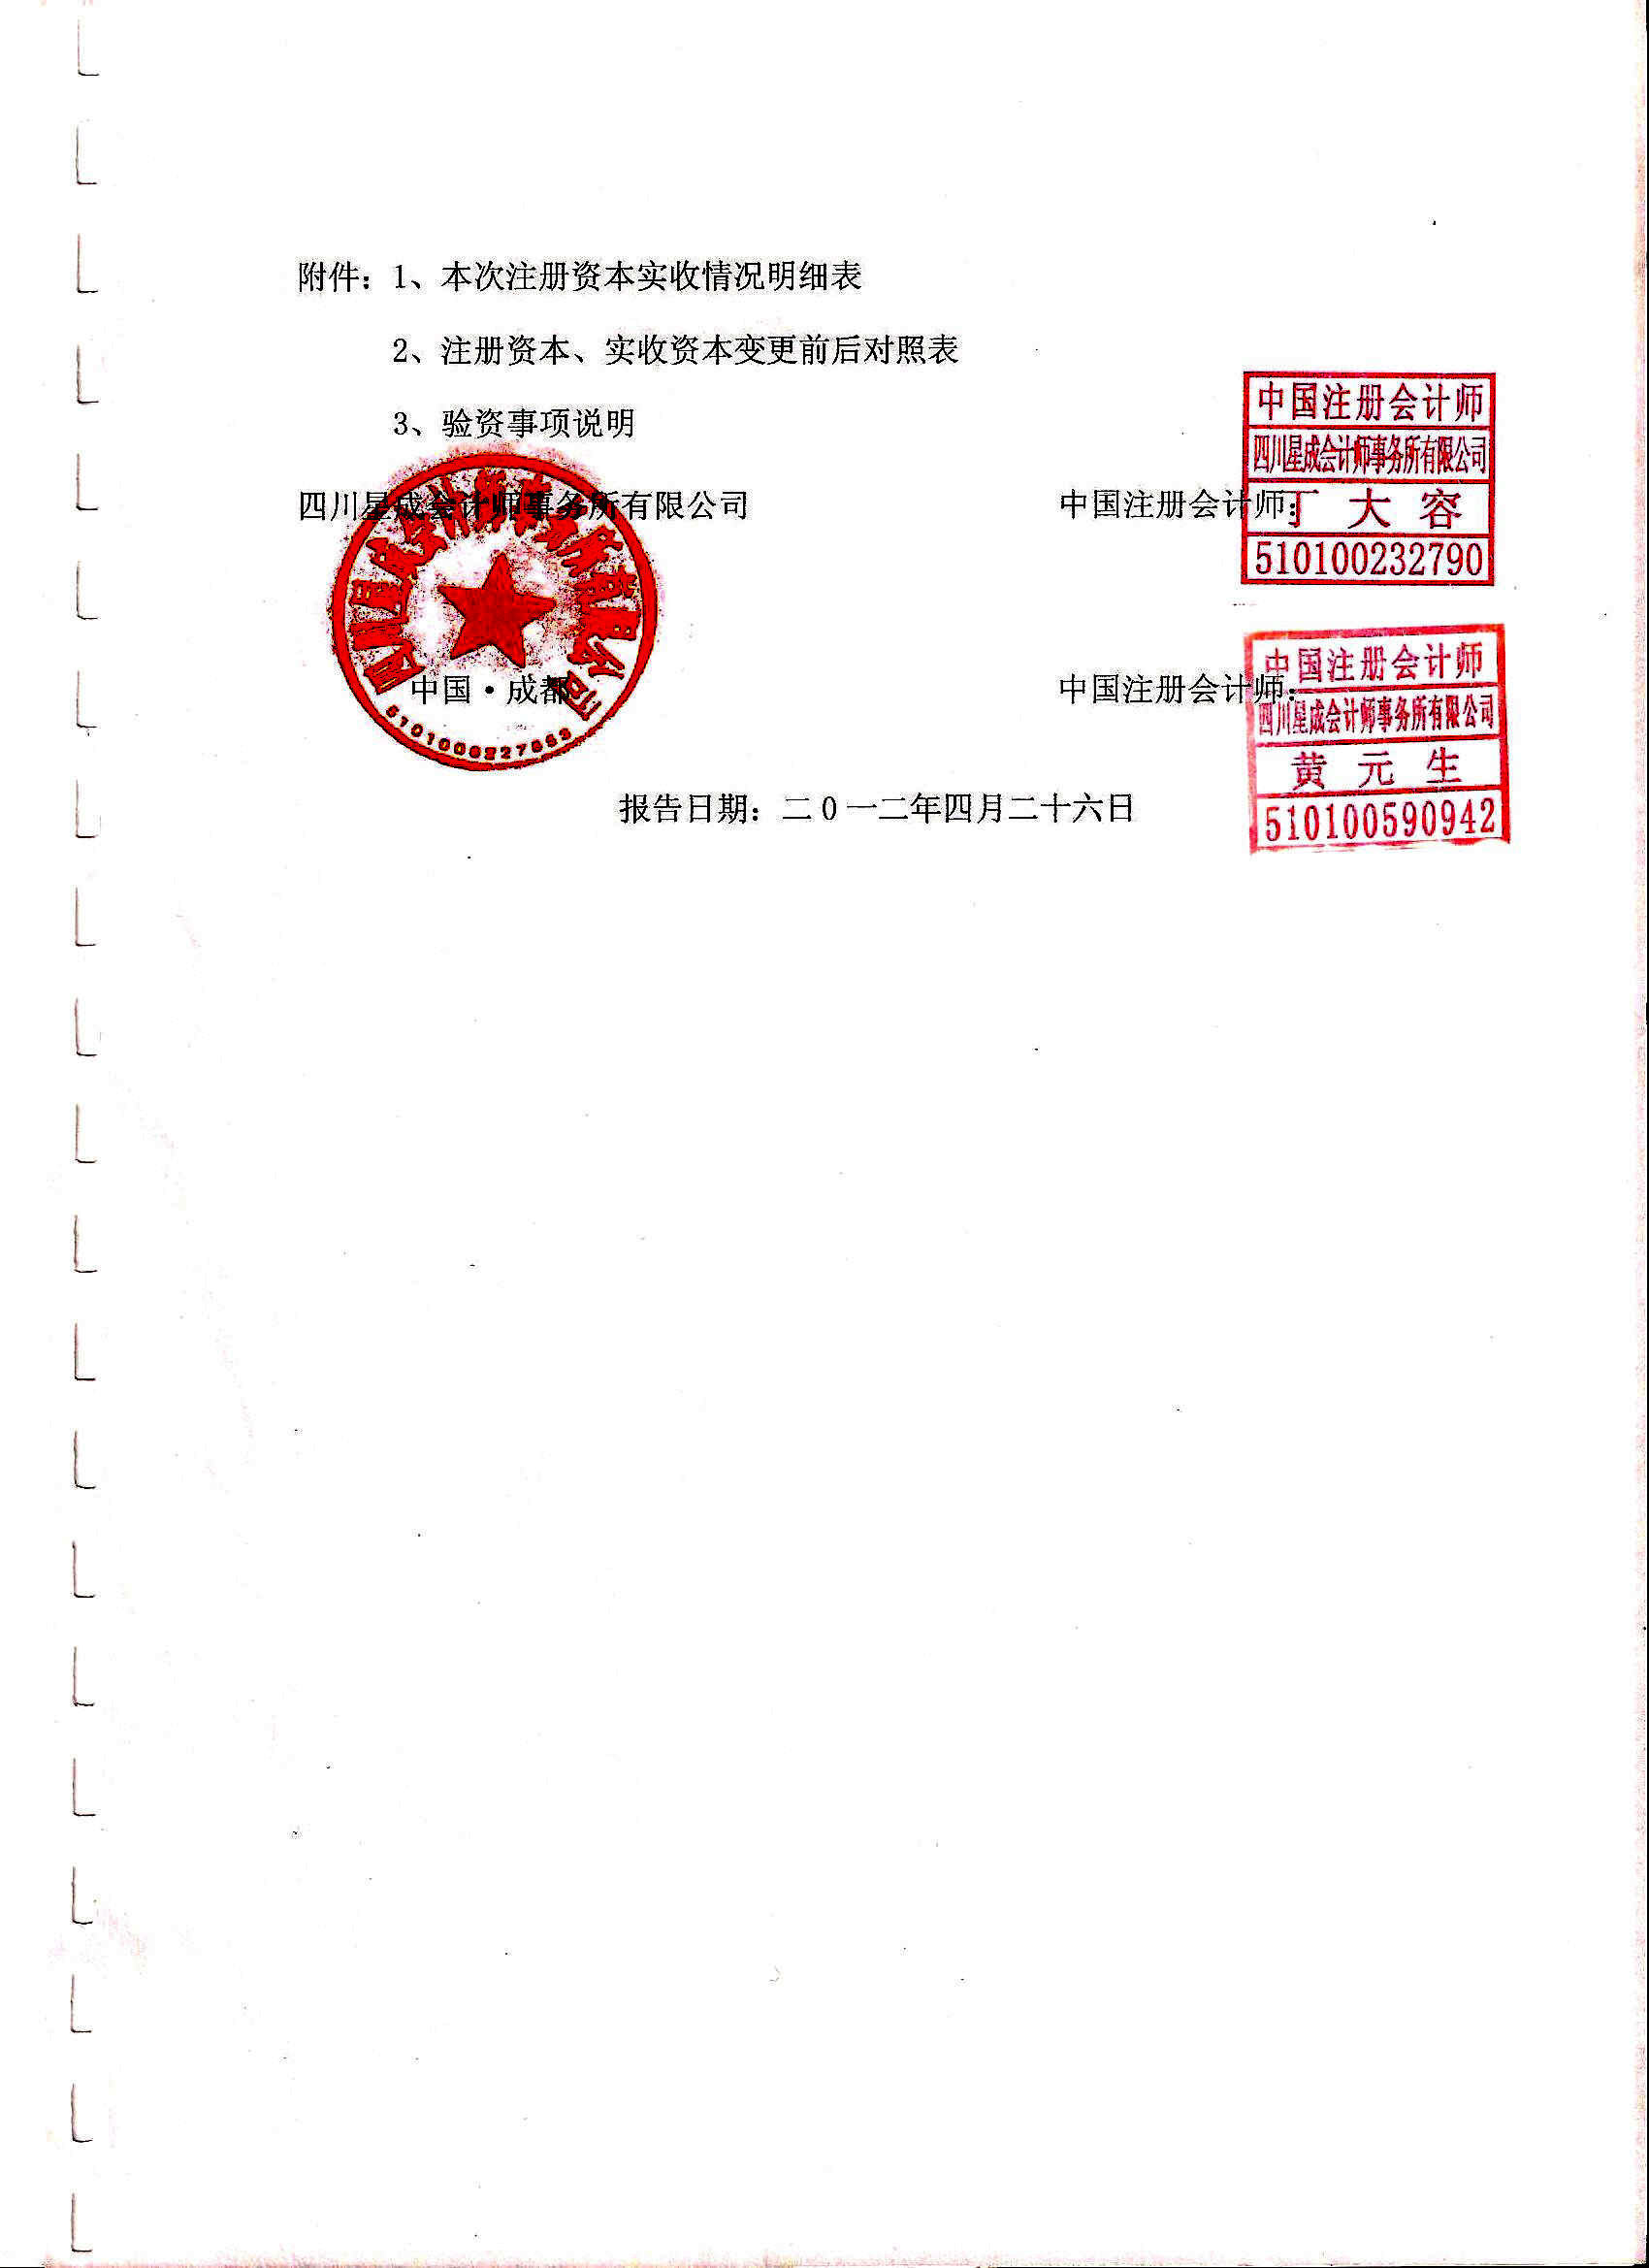 附件：1、本次注册资本实收情况明细表
2、注册资本、实收资本变更前后对照表
3、验资事项说明
四川星成会计师事务所有限公司
中国注册会计师：
中国注册会计师
四川星成会计师事务所有限公司
丁大容
510100232790
四川星成会计师事务所有限公司
中国·成都
中国注册会计师：
中国注册会计师
四川星成会计师事务所有限公司
黄元生
510100590942
报告日期：二0一二年四月二十六日